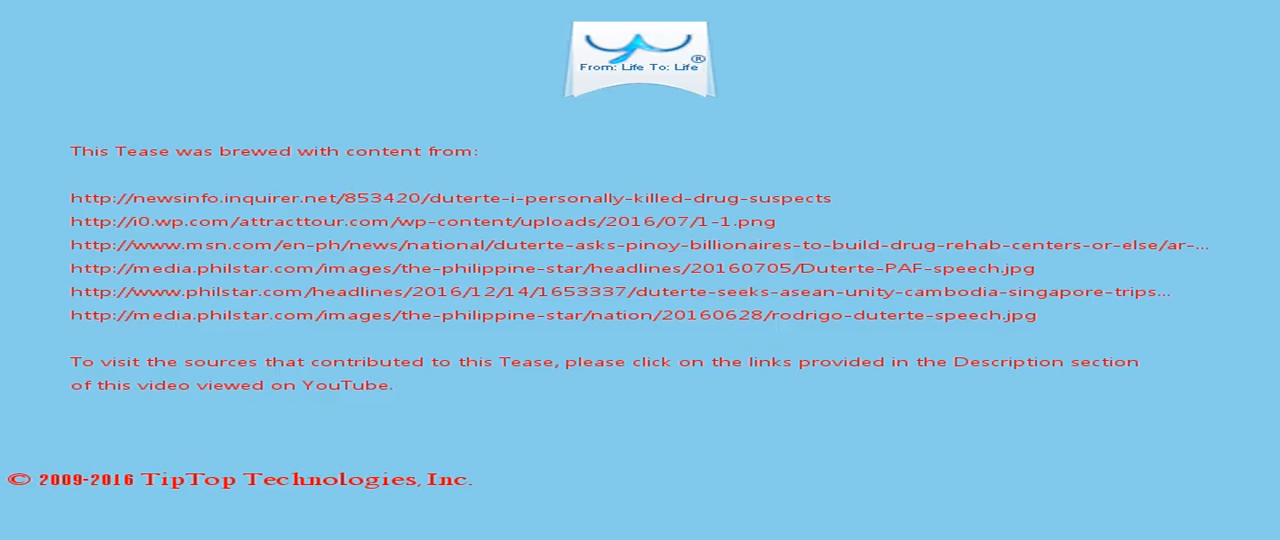 From: Life To: Life®
This Tease was brewed with content from:
http://newsinfo.inquirer.net/853420/duterte-i-personally-killed-drug-suspects
http://i0.wp.com/attracttour.com/wp-content/uploads/2016/07/1-1.png
http://www.msn.com/en-ph/news/national/duterte-asks-pinoy-billionaires-to-build-drug-rehab-centers-or-else/ar-...
http://media.philstar.com/images/the-philippine-star/headlines/20160705/Duterte-PAF-speech.jpg
http://www.philstar.com/headlines/2016/12/14/1653337/duterte-seeks-asean-unity-cambodia-singapore-trips...
http://media.philstar.com/images/the-philippine-star/nation/20160628/rodrigo-duterte-speech.jpg
To visit the sources that contributed to this Tease, please click on the links provided in the Description section
of this video viewed on YouTube.
© 2009-2016 TipTop Technologies, Inc.